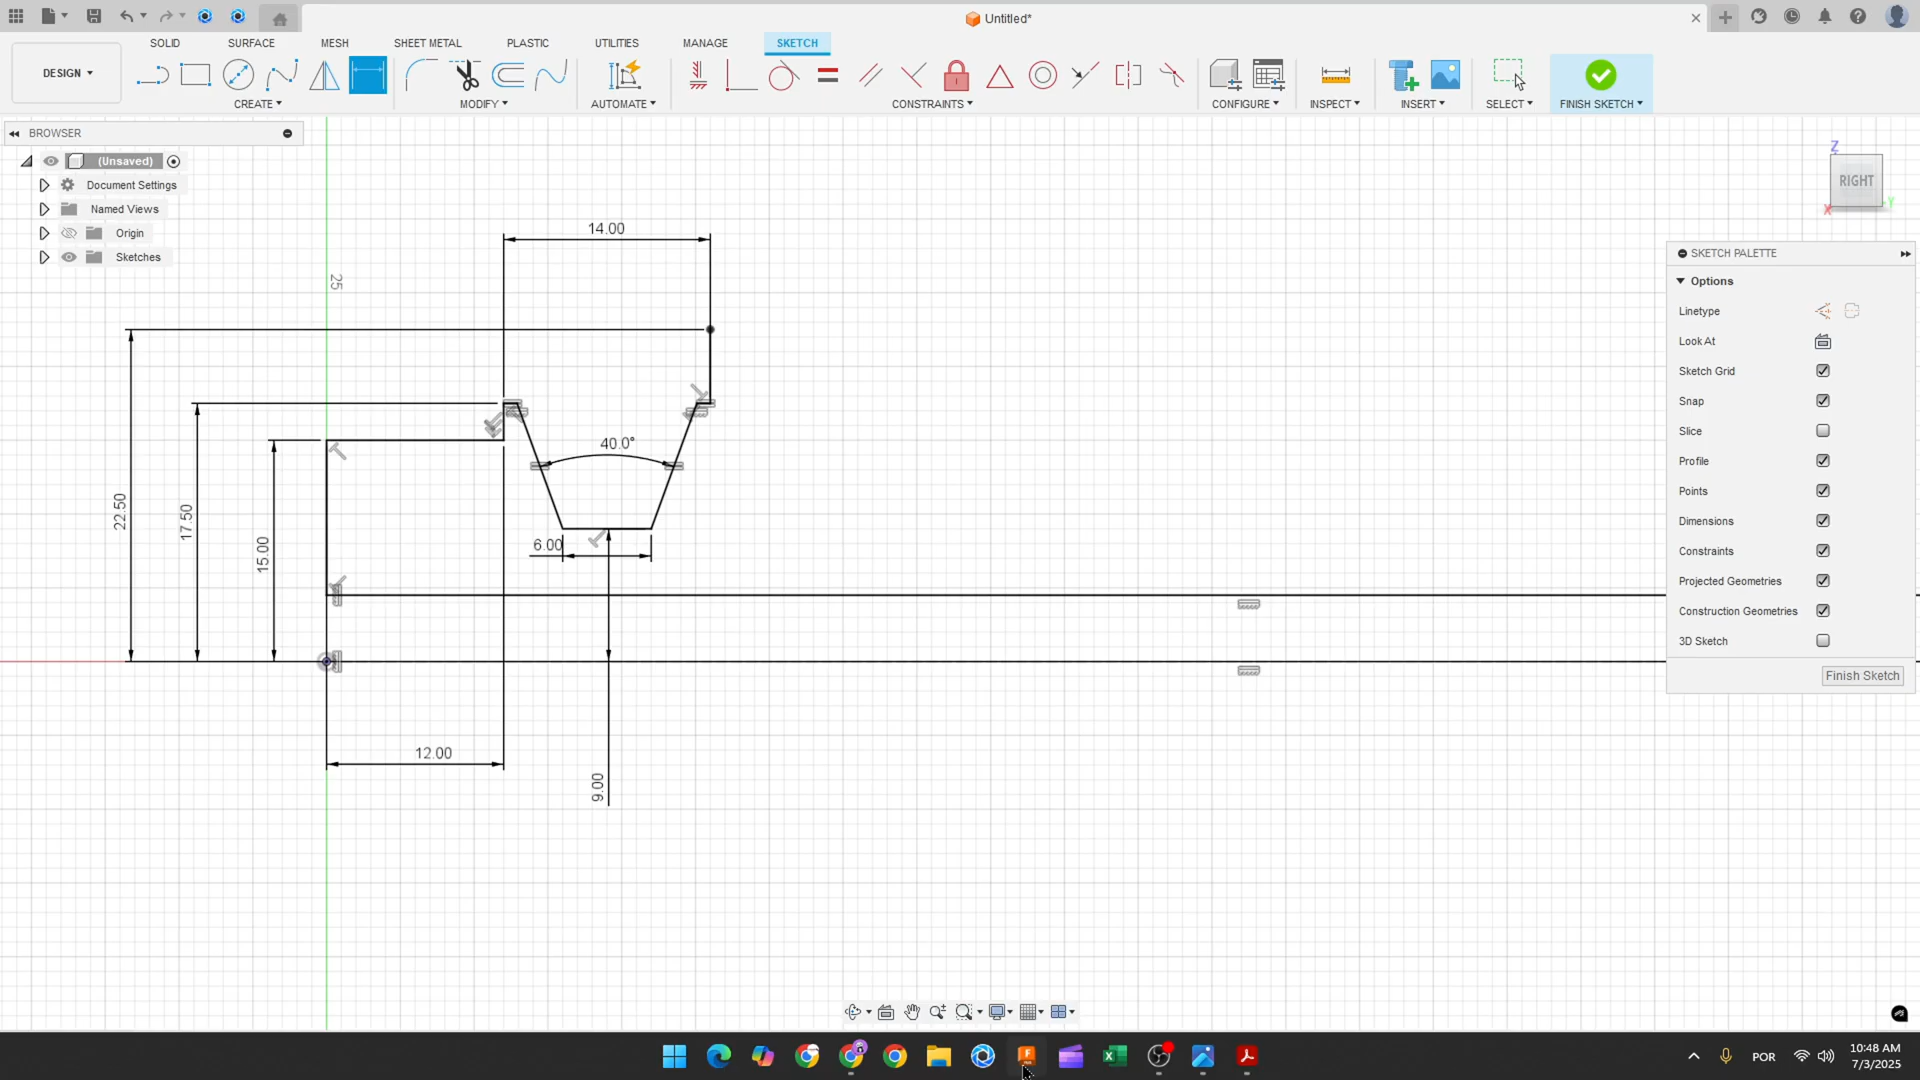 Untitled*
SOLID SURFACE MESH SHEET METAL PLASTIC UTILITIES MANAGE SKETCH
DESIGN
CREATE MODIFY AUTOMATE CONSTRAINTS CONFIGURE INSPECT INSERT SELECT FINISH SKETCH
BROWSER
(Unsaved)
Document Settings
Named Views
Origin
Sketches
Z
RIGHT
X
Y
14.00
25
40.0°
22.50
17.50
15.00
6.00
12.00
9.00
SKETCH PALETTE
Options
Linetype
Look At
Sketch Grid
Snap
Slice
Profile
Points
Dimensions
Constraints
Projected Geometries
Construction Geometries
3D Sketch
Finish Sketch
POR
10:48 AM
7/3/2025